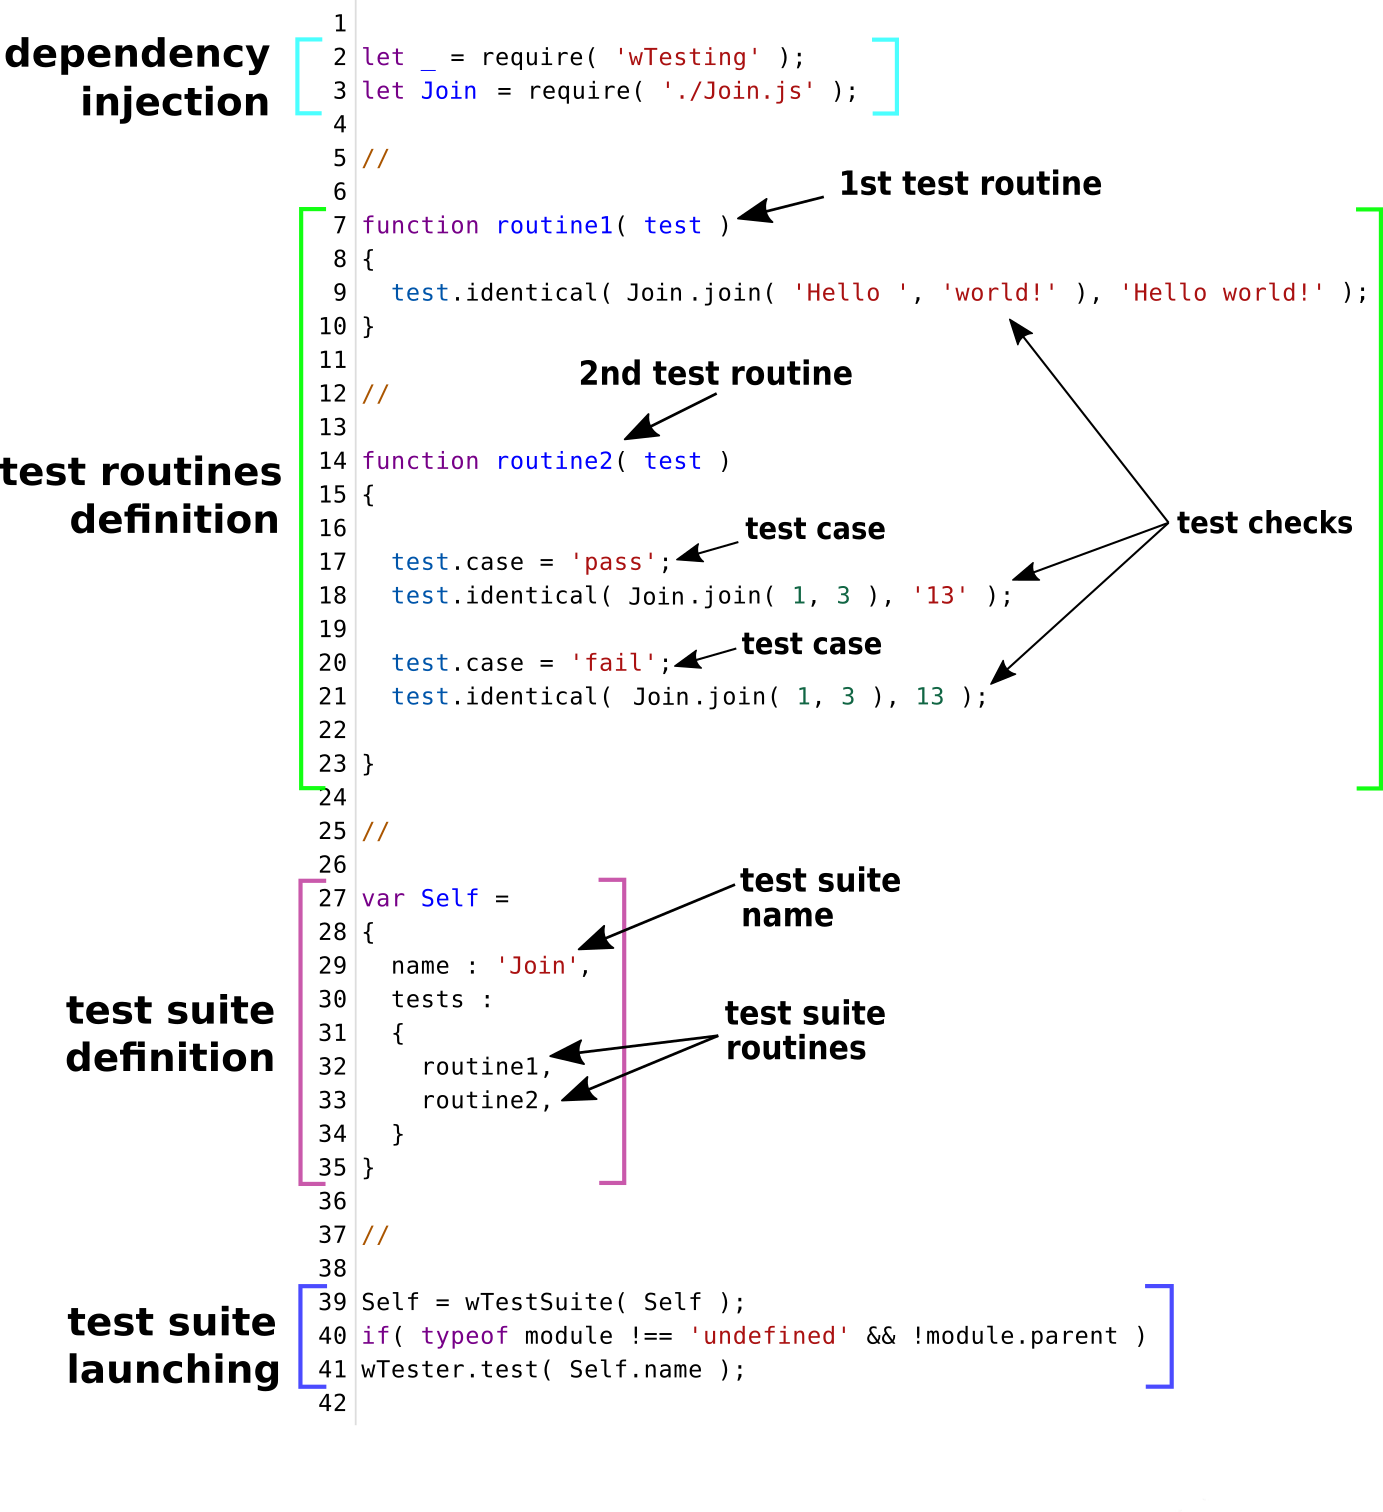 1
dependency
injection
2 let _ = require( 'wTesting' );
3 let Join = require( './Join.js' );
4
5 //
6
1st test routine
7 function routine1( test )
8 {
9 test.identical( Join.join( 'Hello ', 'world!' ), 'Hello world!' );
10 }
11
2nd test routine
12 //
13
14 function routine2( test )
test routines
definition
15 {
16
test case
test checks
17 test.case = 'pass';
18 test.identical( Join.join( 1, 3 ), '13' );
19
test case
20 test.case = 'fail';
21 test.identical( Join.join( 1, 3 ), 13 );
22
23 }
24
25 //
26
test suite
name
27 var Self =
28 {
29 name : 'Join',
30 tests :
test suite
definition
test suite
routines
31 {
32 routine1,
33 routine2,
34 }
35 }
36
37 //
38
test suite
launching
39 Self = wTestSuite( Self );
40 if( typeof module !== 'undefined' && !module.parent )
41 wTester.test( Self.name );
42